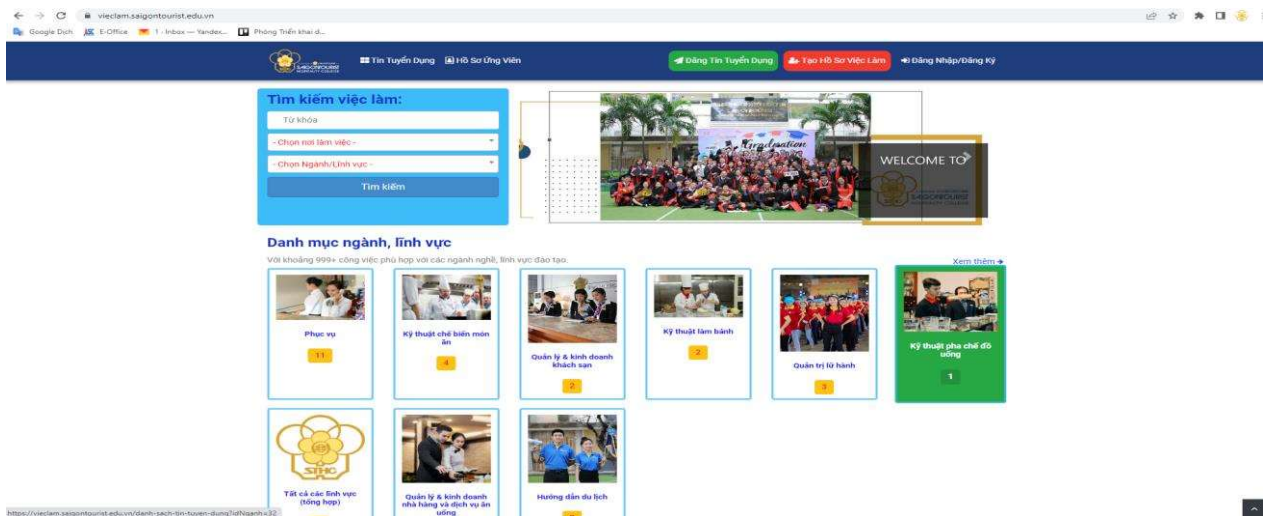 vieclam.saigontourist.edu.vn
Google Dịch
E-Office
1 · Inbox — Yandex...
Phòng Triển khai d...
SAIGONTOURIST
Tin Tuyển Dụng
Hồ Sơ Ứng Viên
Đăng Tin Tuyển Dụng
Tạo Hồ Sơ Việc Làm
Đăng Nhập/Đăng Ký
Tìm kiếm việc làm:
Từ khóa
- Chọn nơi làm việc -
- Chọn Ngành/Lĩnh vực -
Tìm kiếm
Graduation
WELCOME TO
SAIGONTOURIST
Danh mục ngành, lĩnh vực
Với khoảng 999+ công việc phù hợp với các ngành nghề, lĩnh vực đào tạo.
Xem thêm
Phục vụ
11
Kỹ thuật chế biến món
ăn
4
Quản lý & kinh doanh
khách sạn
2
Kỹ thuật làm bánh
2
Quản trị lữ hành
3
Kỹ thuật pha chế đồ
uống
1
STHC
Tất cả các lĩnh vực
(tổng hợp)
Quản lý & kinh doanh
nhà hàng và dịch vụ ăn
uống
Hướng dẫn du lịch
https://vieclam.saigontourist.edu.vn/danh-sach-tin-tuyen-dung?idNganh=32